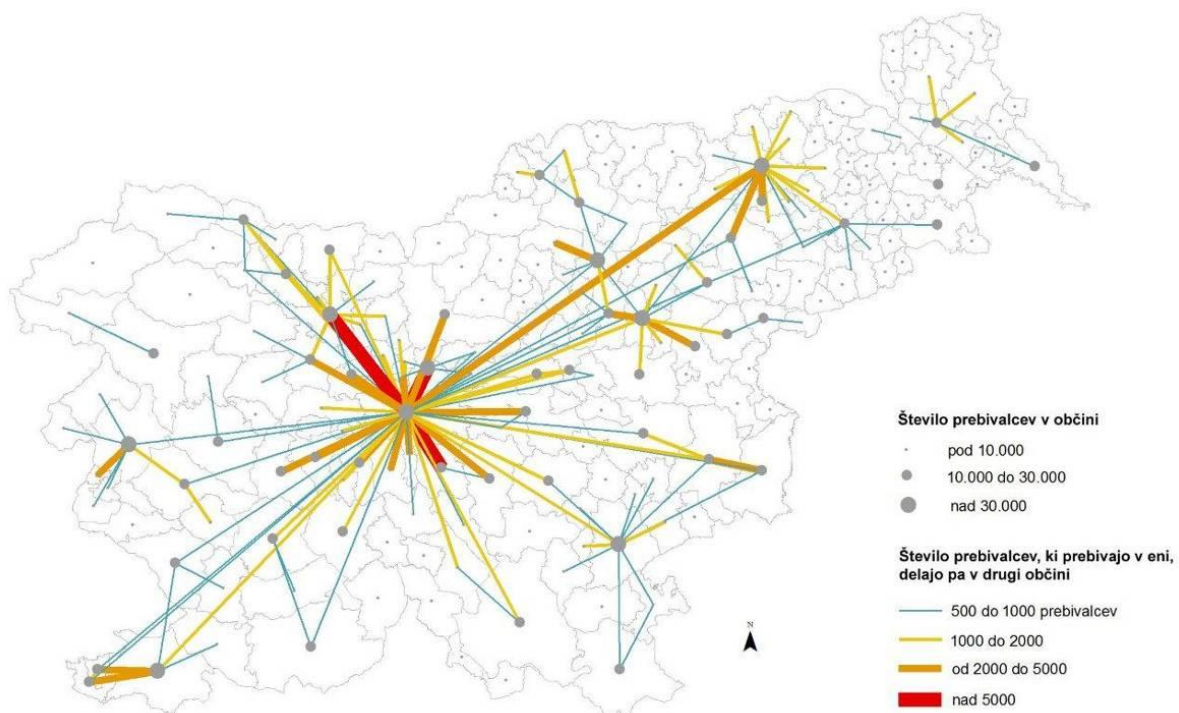 Število prebivalcev v občini
pod 10.000
10.000 do 30.000
nad 30.000
Število prebivalcev, ki prebivajo v eni,
delajo pa v drugi občini
500 do 1000 prebivalcev
1000 do 2000
od 2000 do 5000
nad 5000
N